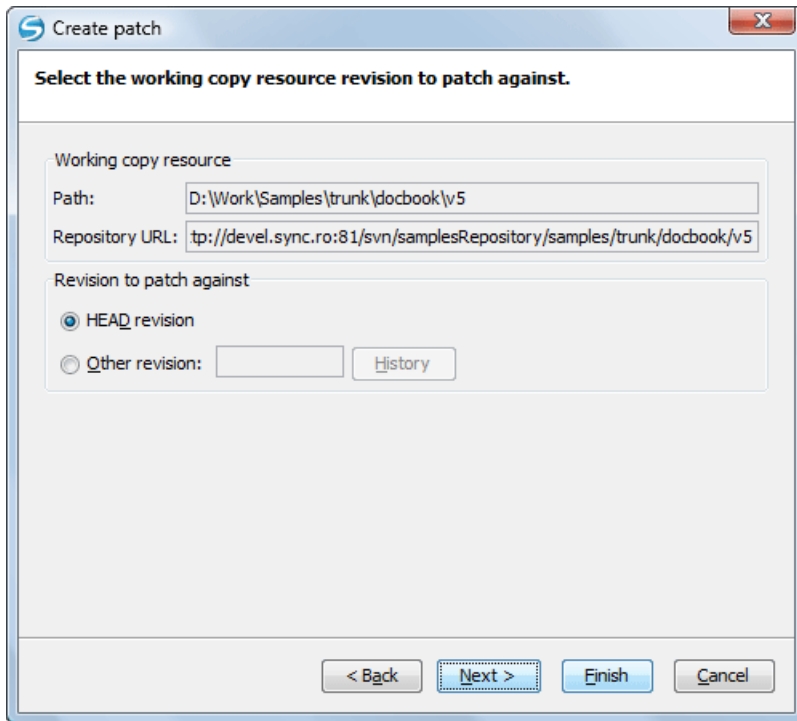 Create patch
Select the working copy resource revision to patch against.
Working copy resource
Path: D:\Work\Samples\trunk\docbook\v5
Repository URL: :tp://devel.sync.ro:81/svn/samplesRepository/samples/trunk/docbook/v5
Revision to patch against
HEAD revision
Other revision: History
< Back Next > Finish Cancel